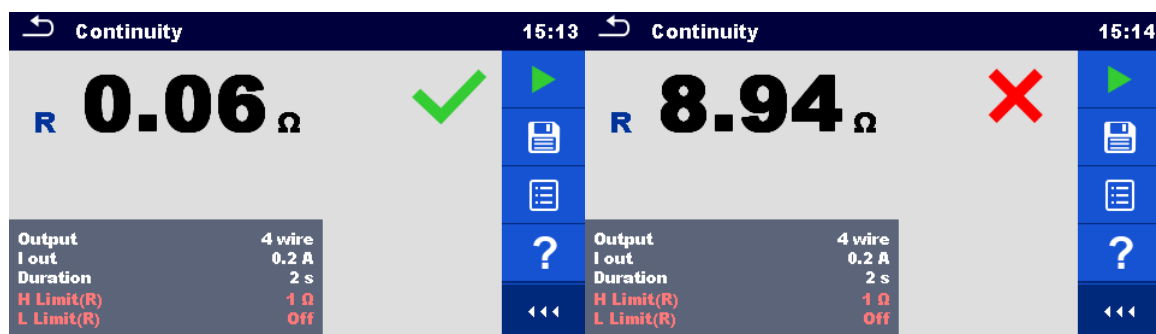 Continuity 15:13
R 0.06 Ω
Output 4 wire
I out 0.2 A
Duration 2 s
H Limit(R) 1 Ω
L Limit(R) Off
?
Continuity 15:14
R 8.94 Ω
Output 4 wire
I out 0.2 A
Duration 2 s
H Limit(R) 1 Ω
L Limit(R) Off
?